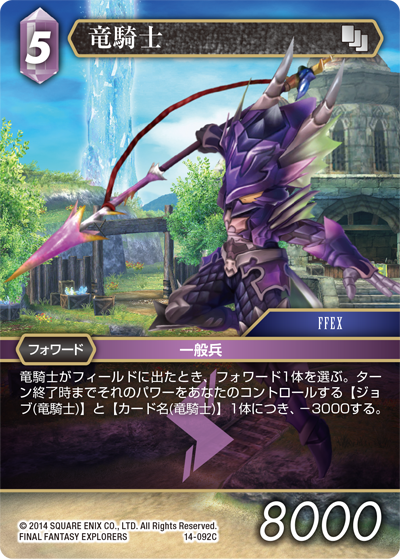 5
竜騎士
FFEX
フォワード
一般兵
竜騎士がフィールドに出たとき、フォワード1体を選ぶ。ター
ン終了時までそれのパワーをあなたのコントロールする【ジョ
ブ(竜騎士)】と【カード名(竜騎士)】1体につき、－3000する。
© 2014 SQUARE ENIX CO., LTD. All Rights Reserved.
FINAL FANTASY EXPLORERS
14-092C
8000